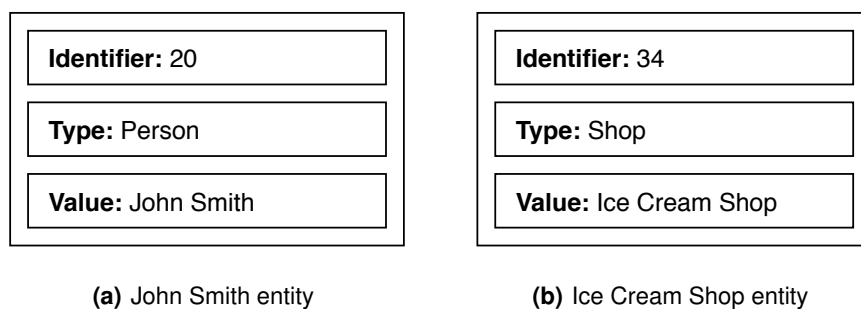 Identifier: 20
Type: Person
Value: John Smith
(a) John Smith entity
Identifier: 34
Type: Shop
Value: Ice Cream Shop
(b) Ice Cream Shop entity